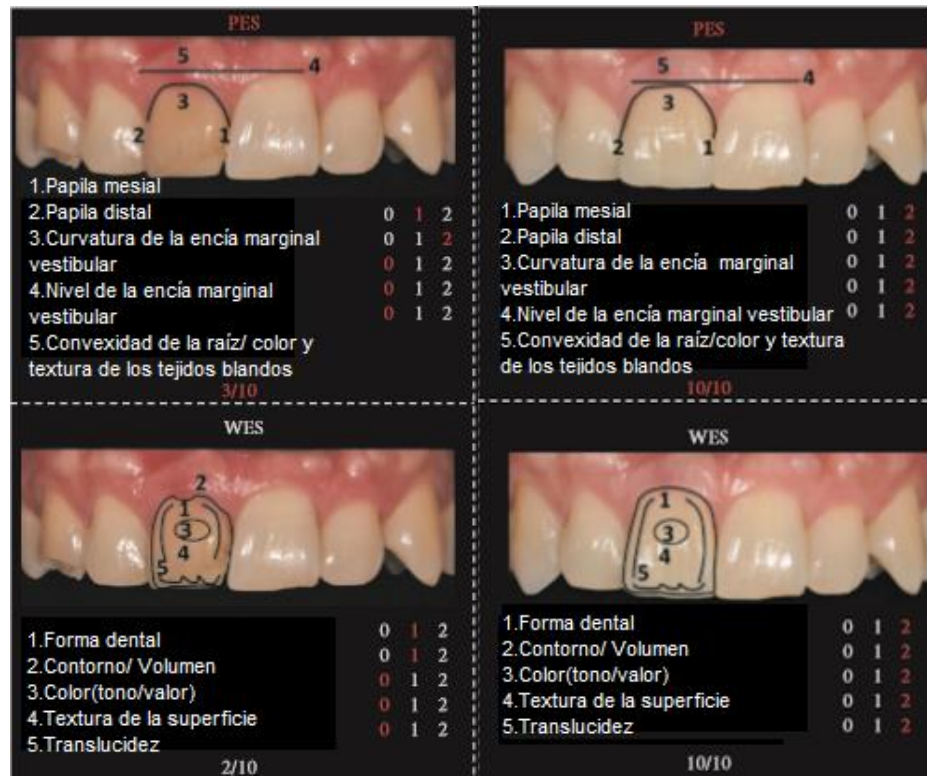 PES
5
4
3
2
1
1.Papila mesial
2.Papila distal
3.Curvatura de la encía marginal
vestibular
4.Nivel de la encía marginal
vestibular
5.Convexidad de la raíz/ color y
textura de los tejidos blandos
0 1 2
0 1 2
0 1 2
0 1 2
0 1 2
3/10
PES
5
4
3
2
1
1.Papila mesial
2.Papila distal
3.Curvatura de la encía marginal
vestibular
4.Nivel de la encía marginal vestibular
5.Convexidad de la raíz/color y textura
de los tejidos blandos
0 1 2
0 1 2
0 1 2
0 1 2
0 1 2
10/10
WES
2
1
3
4
5
1.Forma dental
2.Contorno/ Volumen
3.Color(tono/valor)
4.Textura de la superficie
5.Translucidez
0 1 2
0 1 2
0 1 2
0 1 2
0 1 2
2/10
WES
1
3
4
5
1.Forma dental
2.Contorno/ Volumen
3.Color(tono/valor)
4.Textura de la superficie
5.Translucidez
0 1 2
0 1 2
0 1 2
0 1 2
0 1 2
10/10